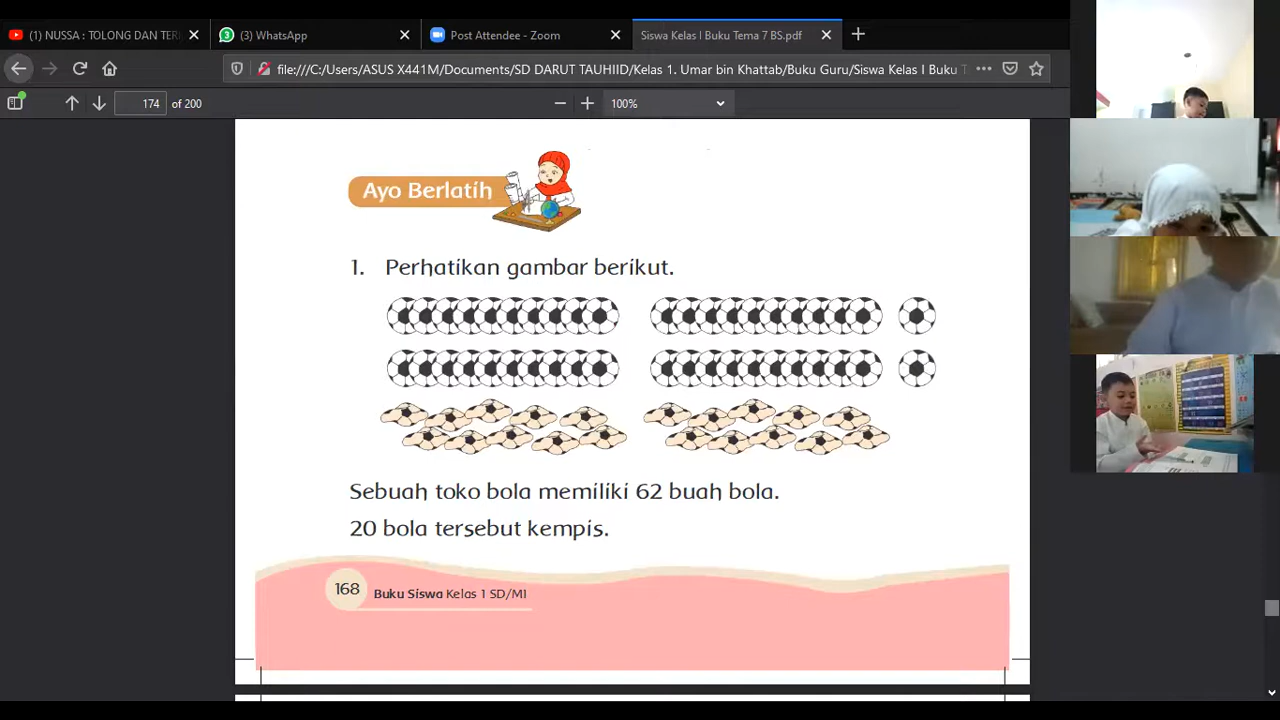 (1) NUSSA : TOLONG DAN TER
(3) WhatsApp
Post Attendee - Zoom
Siswa Kelas I Buku Tema 7 BS.pdf
file:///C:/Users/ASUS X441M/Documents/SD DARUT TAUHIID/Kelas 1. Umar bin Khattab/Buku Guru/Siswa Kelas I Buku T
174 of 200
100%
Ayo Berlatih
1. Perhatikan gambar berikut.
Sebuah toko bola memiliki 62 buah bola.
20 bola tersebut kempis.
168
Buku Siswa Kelas 1 SD/MI